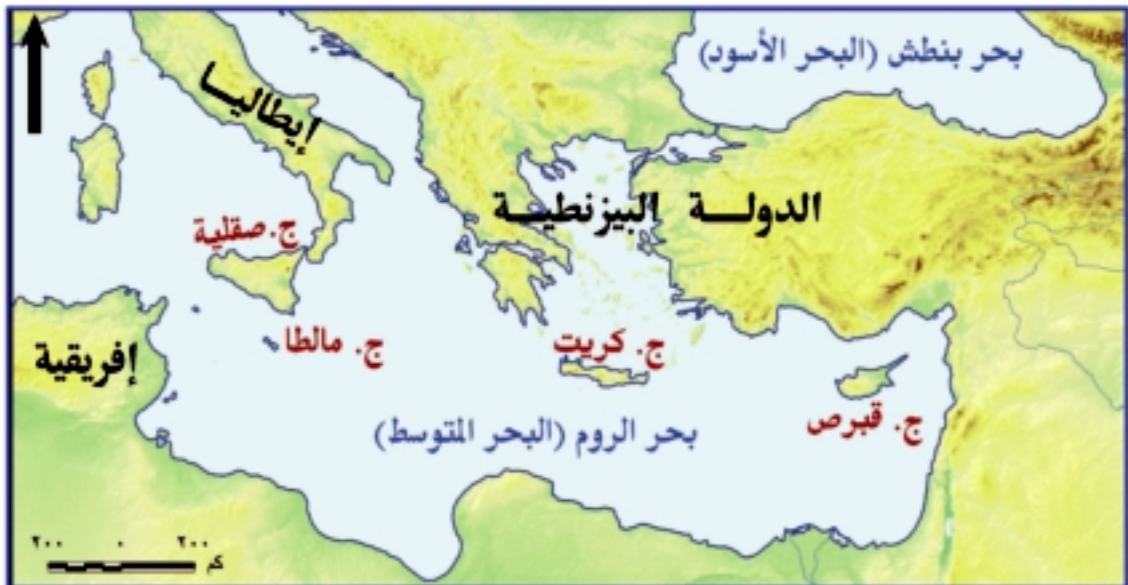 بحر بنطش (البحر الأسود)
إيطاليا
الدولة البيزنطية
ج. صقلية
ج. مالطا
ج. كريت
إفريقية
ج. قبرص
بحر الروم (البحر المتوسط)
٢٠٠ ٠ ٢٠٠
كم